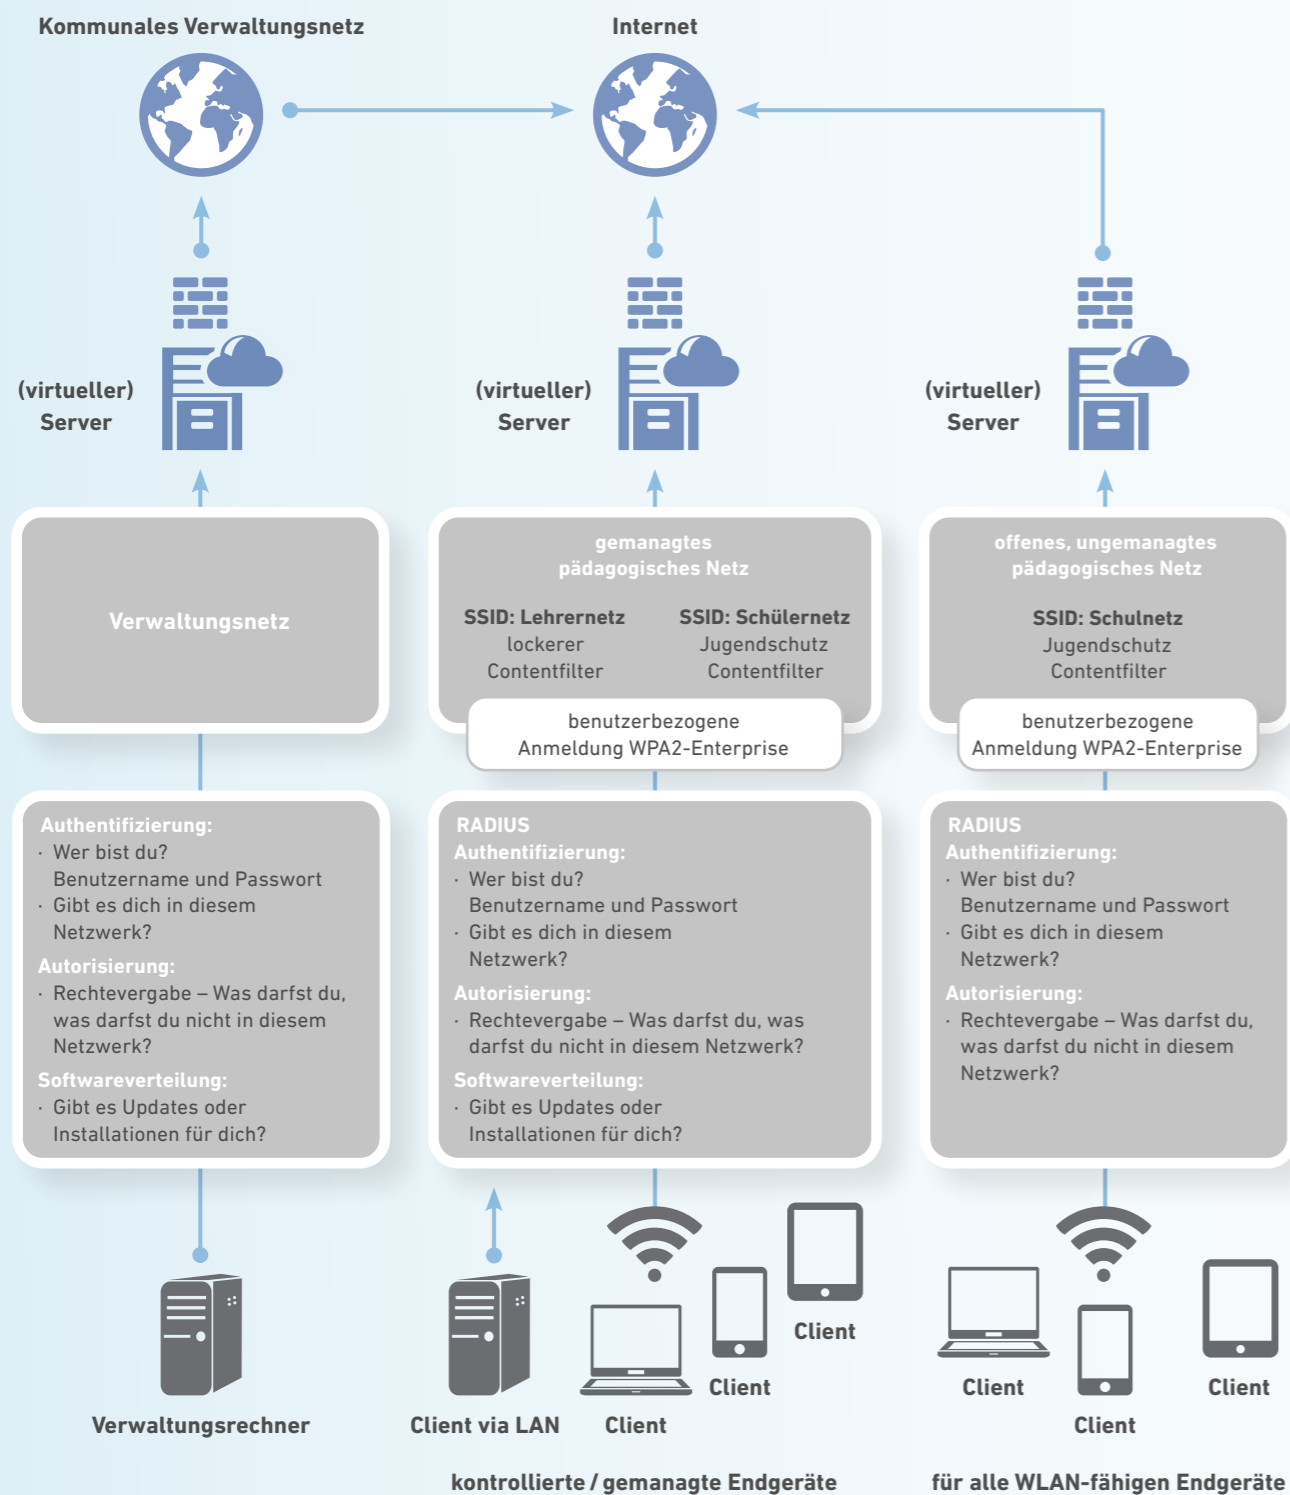 Kommunales Verwaltungsnetz
Internet
(virtueller)
Server
(virtueller)
Server
(virtueller)
Server
Verwaltungsnetz
gemanagtes
pädagogisches Netz
SSID: Lehrernetz
lockerer
Contentfilter
SSID: Schülernetz
Jugendschutz
Contentfilter
benutzerbezogene
Anmeldung WPA2-Enterprise
offenes, ungemanagtes
pädagogisches Netz
SSID: Schulnetz
Jugendschutz
Contentfilter
benutzerbezogene
Anmeldung WPA2-Enterprise
Authentifizierung:
· Wer bist du?
Benutzername und Passwort
· Gibt es dich in diesem
Netzwerk?
Autorisierung:
· Rechtevergabe – Was darfst du,
was darfst du nicht in diesem
Netzwerk?
Softwareverteilung:
· Gibt es Updates oder
Installationen für dich?
RADIUS
Authentifizierung:
· Wer bist du?
Benutzername und Passwort
· Gibt es dich in diesem
Netzwerk?
Autorisierung:
· Rechtevergabe – Was darfst du, was
darfst du nicht in diesem Netzwerk?
Softwareverteilung:
· Gibt es Updates oder
Installationen für dich?
RADIUS
Authentifizierung:
· Wer bist du?
Benutzername und Passwort
· Gibt es dich in diesem
Netzwerk?
Autorisierung:
· Rechtevergabe – Was darfst du,
was darfst du nicht in diesem
Netzwerk?
Verwaltungsrechner
Client via LAN
Client
Client
Client
Client
Client
Client
kontrollierte / gemanagte Endgeräte
für alle WLAN-fähigen Endgeräte